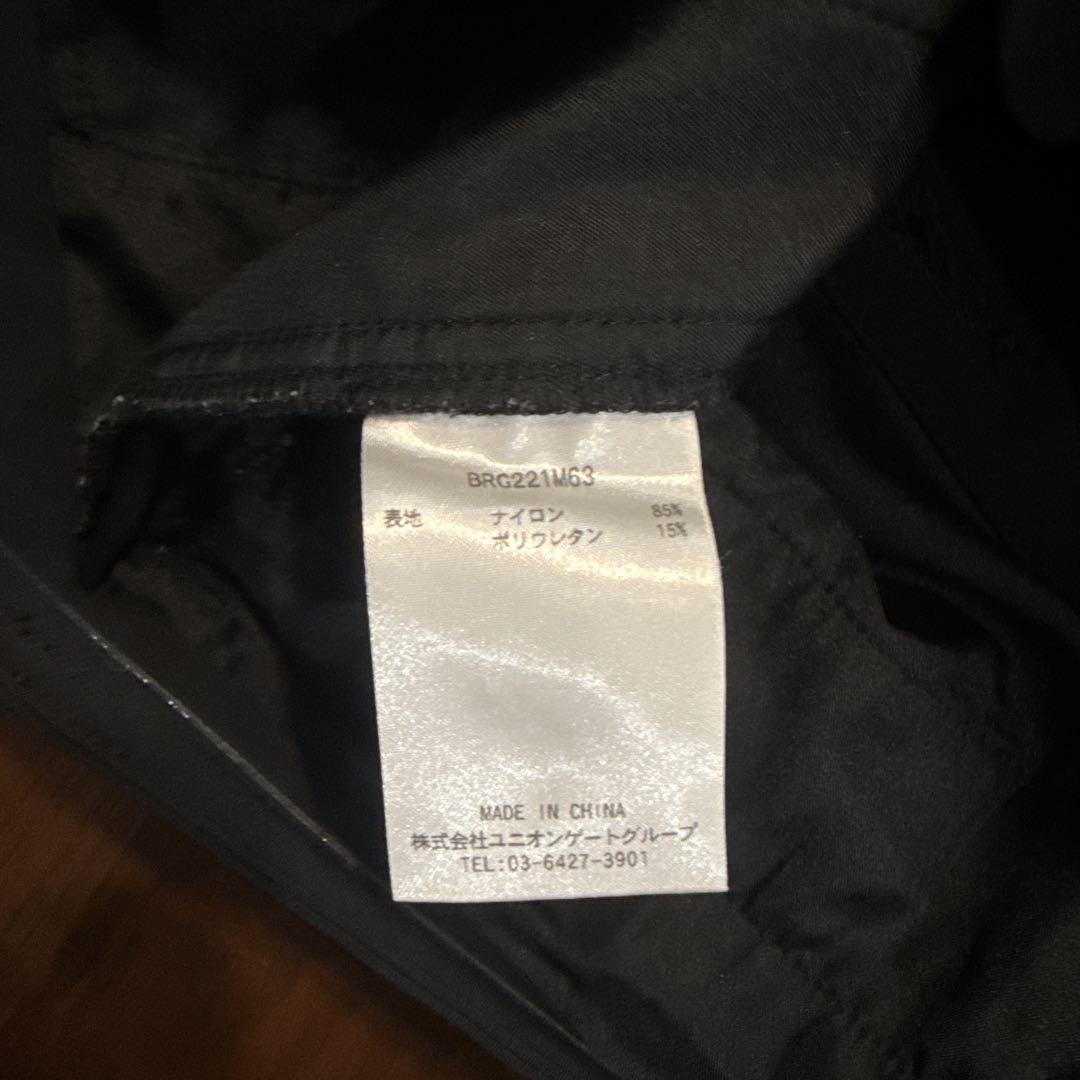 BRG221M63
表地 ナイロン 85%
ポリウレタン 15%
MADE IN CHINA
株式会社ユニオンゲートグループ
TEL:03-6427-3901